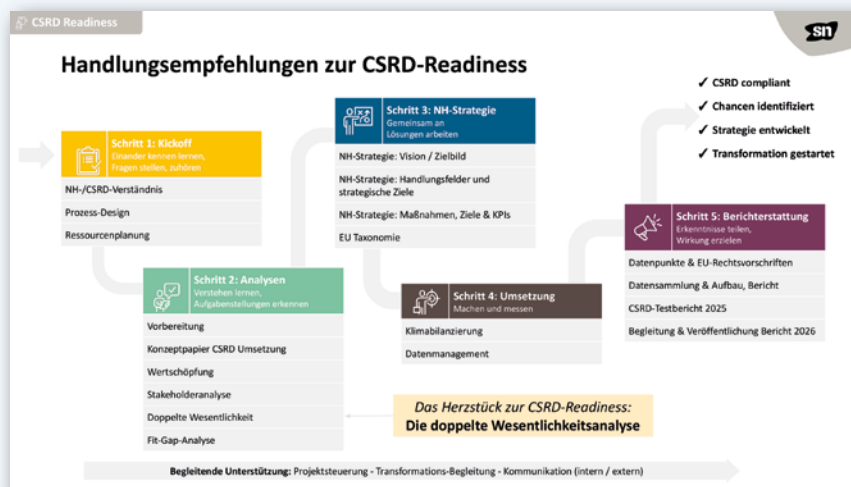 CSRD Readiness
sn
Handlungsempfehlungen zur CSRD-Readiness
✓ CSRD compliant
✓ Chancen identifiziert
✓ Strategie entwickelt
✓ Transformation gestartet
Schritt 1: Kickoff
Einander kennen lernen,
Fragen stellen, zuhören
NH-/CSRD-Verständnis
Prozess-Design
Ressourcenplanung
Schritt 2: Analysen
Verstehen lernen,
Aufgabenstellungen erkennen
Vorbereitung
Konzeptpapier CSRD Umsetzung
Wertschöpfung
Stakeholderanalyse
Doppelte Wesentlichkeit
Fit-Gap-Analyse
Schritt 3: NH-Strategie
Gemeinsam an
Lösungen arbeiten
NH-Strategie: Vision / Zielbild
NH-Strategie: Handlungsfelder und
strategische Ziele
NH-Strategie: Maßnahmen, Ziele & KPIs
EU Taxonomie
Schritt 4: Umsetzung
Machen und messen
Klimabilanzierung
Datenmanagement
Schritt 5: Berichterstattung
Erkenntnisse teilen,
Wirkung erzielen
Datenpunkte & EU-Rechtsvorschriften
Datensammlung & Aufbau, Bericht
CSRD-Testbericht 2025
Begleitung & Veröffentlichung Bericht 2026
Das Herzstück zur CSRD-Readiness:
Die doppelte Wesentlichkeitsanalyse
Begleitende Unterstützung: Projektsteuerung - Transformations-Begleitung - Kommunikation (intern / extern)